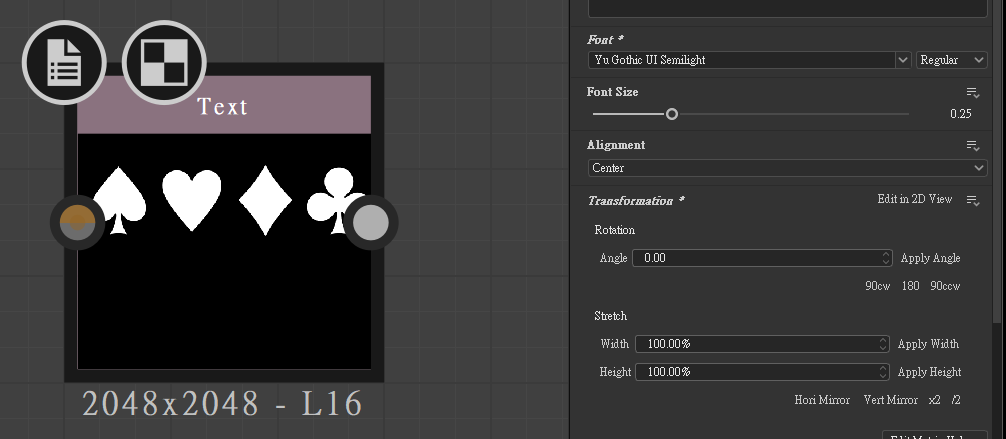 Text
♠♥♦♣
2048x2048 - L16
Font *
Yu Gothic UI Semilight
Regular
Font Size
0.25
Alignment
Center
Transformation *
Edit in 2D View
Rotation
Angle
0.00
Apply Angle
90cw 180 90ccw
Stretch
Width
100.00%
Apply Width
Height
100.00%
Apply Height
Hori Mirror Vert Mirror x2 /2